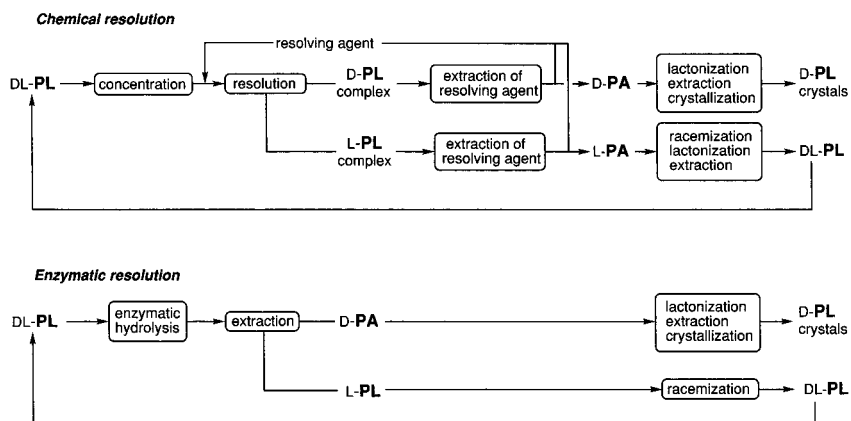 Chemical resolution
resolving agent
DL-PL
concentration
resolution
D-PL
complex
extraction of
resolving agent
D-PA
lactonization
extraction
crystallization
D-PL
crystals
L-PL
complex
extraction of
resolving agent
L-PA
racemization
lactonization
extraction
DL-PL
Enzymatic resolution
DL-PL
enzymatic
hydrolysis
extraction
D-PA
lactonization
extraction
crystallization
D-PL
crystals
L-PL
racemization
DL-PL